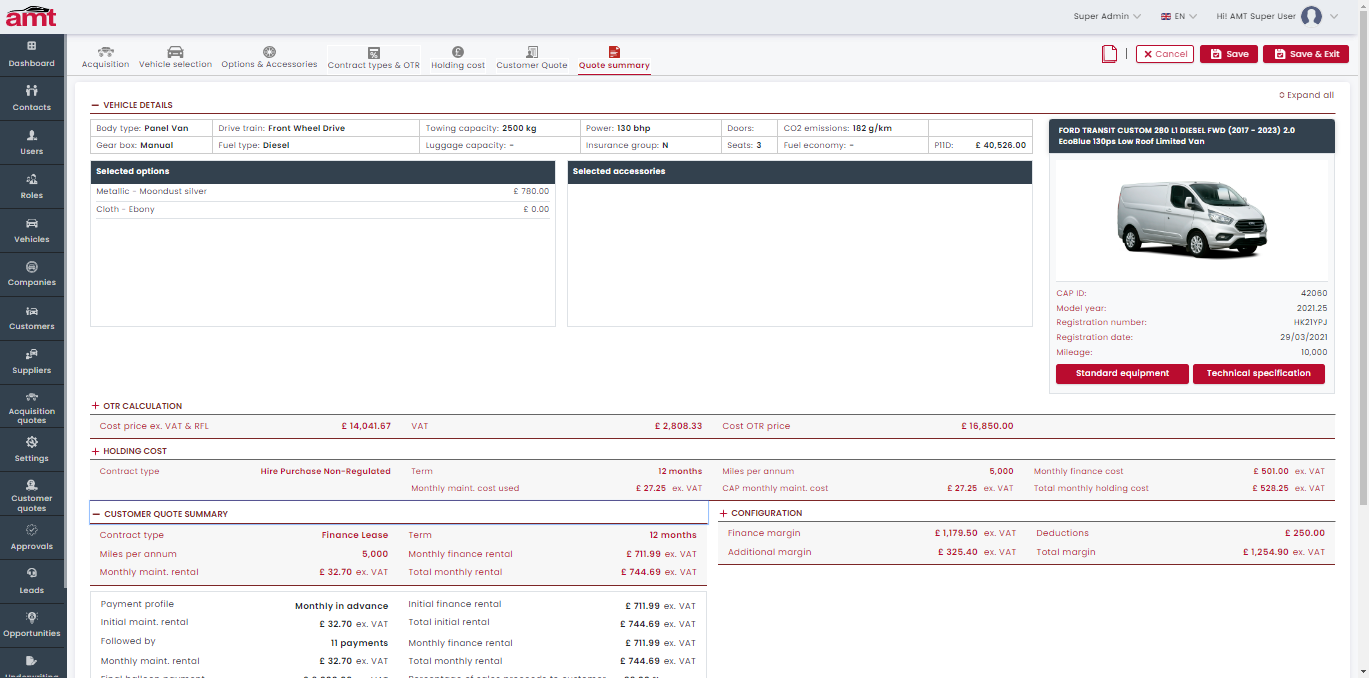 amt
Super Admin
EN
Hi! AMT Super User
Dashboard
Contacts
Users
Roles
Vehicles
Companies
Customers
Suppliers
Acquisition
quotes
Settings
Customer
quotes
Approvals
Leads
Opportunities
Underwriting
Acquisition
Vehicle selection
Options & Accessories
Contract types & OTR
Holding cost
Customer Quote
Quote summary
Cancel
Save
Save & Exit
Expand all
VEHICLE DETAILS
Body type: Panel Van Drive train: Front Wheel Drive Towing capacity: 2500 kg Power: 130 bhp Doors: CO2 emissions: 182 g/km
Gear box: Manual Fuel type: Diesel Luggage capacity: - Insurance group: N Seats: 3 Fuel economy: - P11D: £ 40,526.00
Selected options
Metallic - Moondust silver £ 780.00
Cloth - Ebony £ 0.00
Selected accessories
FORD TRANSIT CUSTOM 280 L1 DIESEL FWD (2017 - 2023) 2.0
EcoBlue 130ps Low Roof Limited Van
CAP ID: 42060
Model year: 2021.25
Registration number: HK21YPJ
Registration date: 29/03/2021
Mileage: 10,000
Standard equipment
Technical specification
OTR CALCULATION
Cost price ex. VAT & RFL £ 14,041.67 VAT £ 2,808.33 Cost OTR price £ 16,850.00
HOLDING COST
Contract type Hire Purchase Non-Regulated Term 12 months Miles per annum 5,000 Monthly finance cost £ 501.00 ex. VAT
Monthly maint. cost used £ 27.25 ex. VAT CAP monthly maint. cost £ 27.25 ex. VAT Total monthly holding cost £ 528.25 ex. VAT
CUSTOMER QUOTE SUMMARY
Contract type Finance Lease Term 12 months
Miles per annum 5,000 Monthly finance rental £ 711.99 ex. VAT
Monthly maint. rental £ 32.70 ex. VAT Total monthly rental £ 744.69 ex. VAT
CONFIGURATION
Finance margin £ 1,179.50 ex. VAT Deductions £ 250.00
Additional margin £ 325.40 ex. VAT Total margin £ 1,254.90 ex. VAT
Payment profile Monthly in advance Initial finance rental £ 711.99 ex. VAT
Initial maint. rental £ 32.70 ex. VAT Total initial rental £ 744.69 ex. VAT
Followed by 11 payments Monthly finance rental £ 711.99 ex. VAT
Monthly maint. rental £ 32.70 ex. VAT Total monthly rental £ 744.69 ex. VAT
Final balloon payment Percentage of sales proceeds to customer